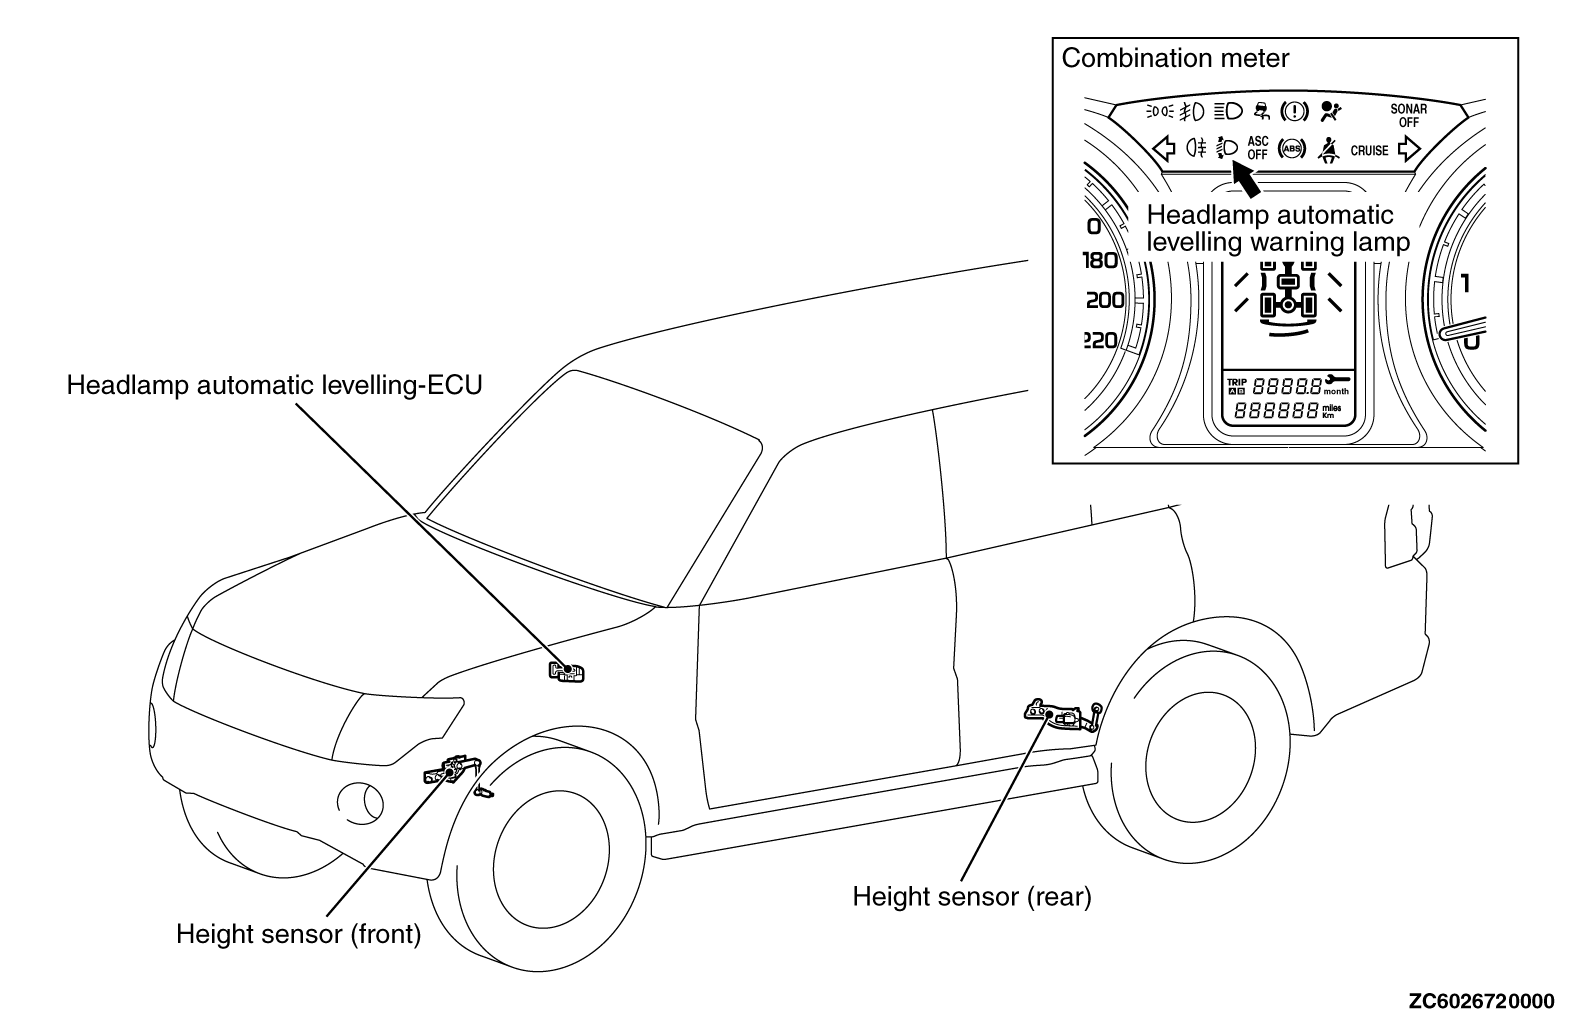 Combination meter
SONAR
OFF
ASC
OFF
ABS
CRUISE
Headlamp automatic
levelling warning lamp
0
180
200
220
1
0
TRIP
A B
8888.8
month
888888
miles
Km
Headlamp automatic levelling-ECU
Height sensor (rear)
Height sensor (front)
ZC6026720000